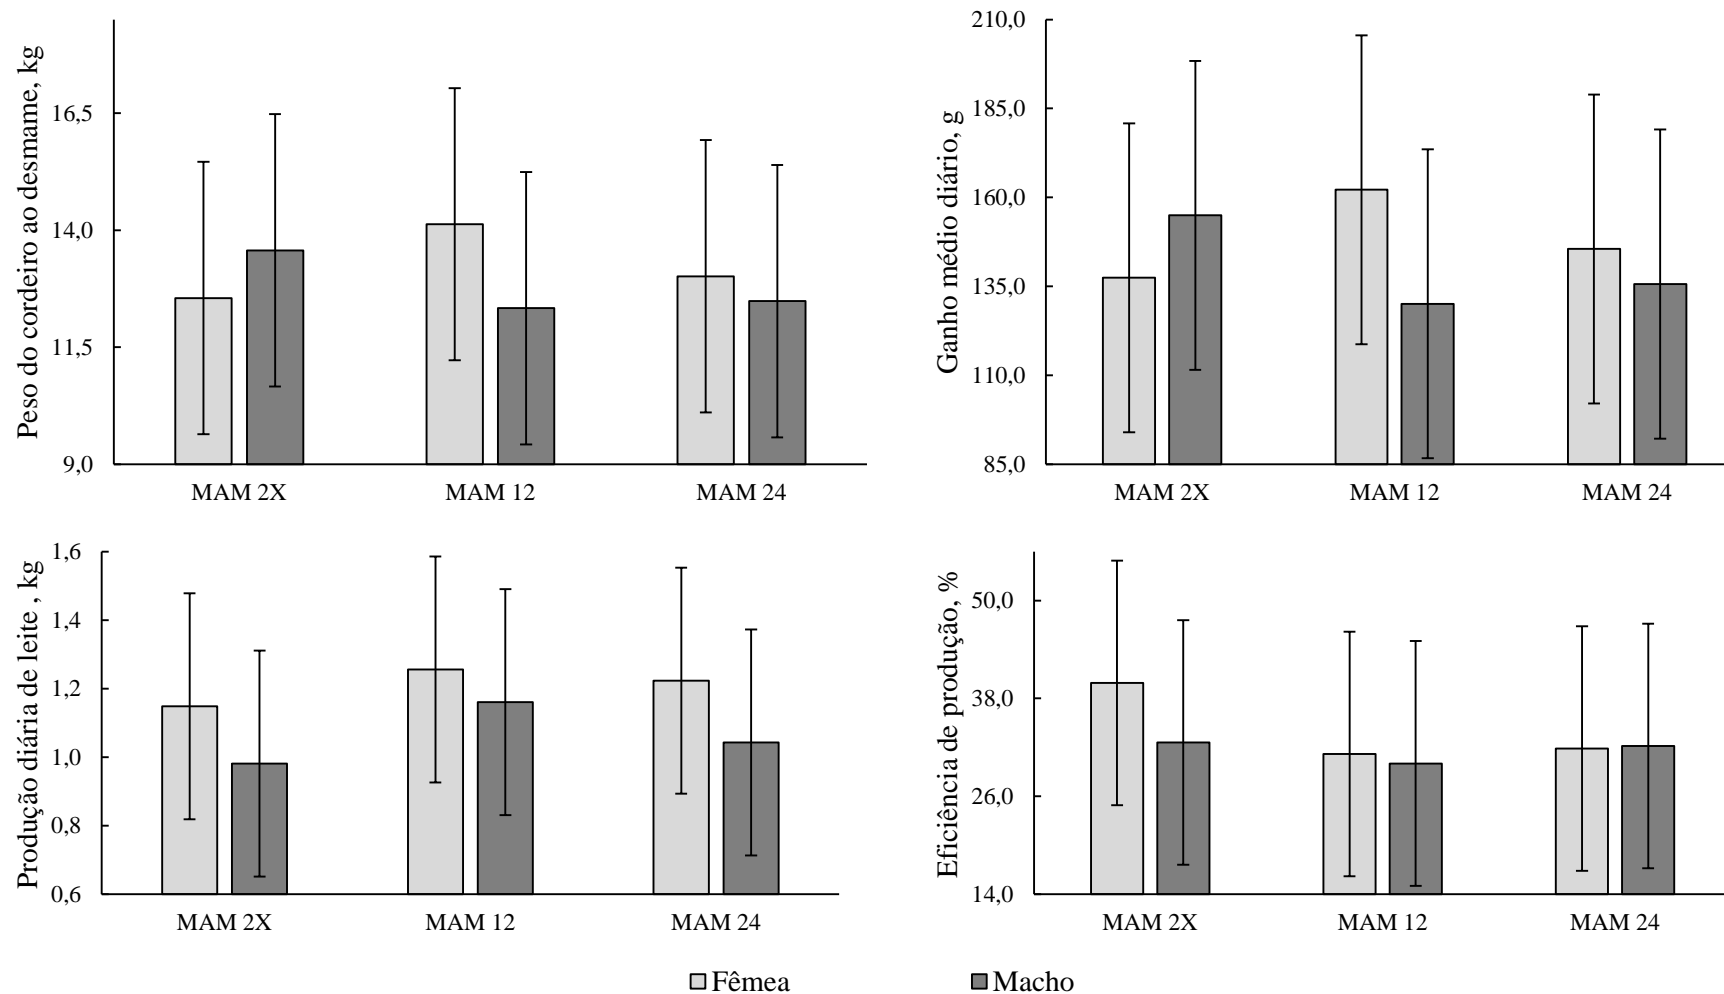 Peso do cordeiro ao desmame, kg
16,5
14,0
11,5
9,0
MAM 2X MAM 12 MAM 24
Ganho médio diário, g
210,0
185,0
160,0
135,0
110,0
85,0
MAM 2X MAM 12 MAM 24
Produção diária de leite , kg
1,6
1,4
1,2
1,0
0,8
0,6
MAM 2X MAM 12 MAM 24
Eficiência de produção, %
50,0
38,0
26,0
14,0
MAM 2X MAM 12 MAM 24
Fêmea Macho